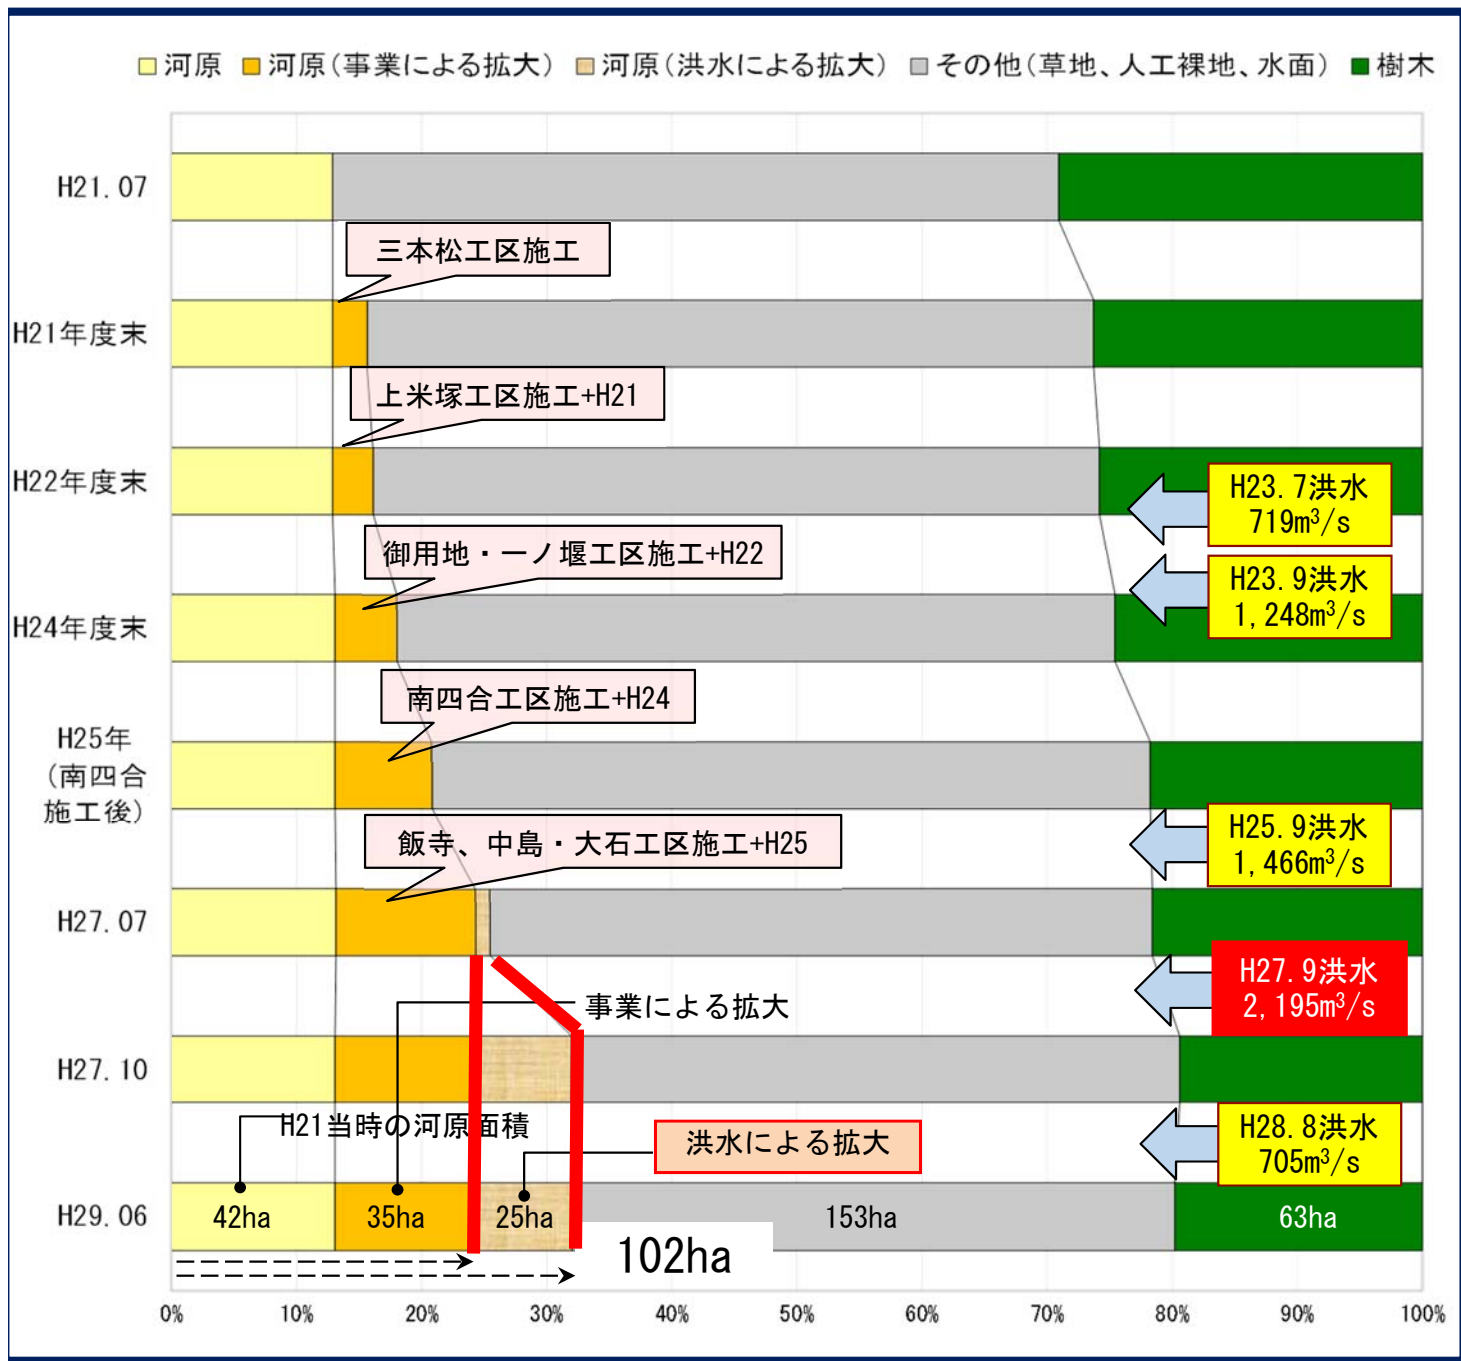 河原 河原(事業による拡大) 河原(洪水による拡大) その他(草地、人工裸地、水面) 樹木
H21.07
三本松工区施工
H21年度末
上米塚工区施工+H21
H22年度末
H23.7洪水
719m³/s
御用地・一ノ堰工区施工+H22
H23.9洪水
1,248m³/s
H24年度末
南四合工区施工+H24
H25年
(南四合
施工後)
飯寺、中島・大石工区施工+H25
H25.9洪水
1,466m³/s
H27.07
H27.9洪水
2,195m³/s
事業による拡大
H27.10
H21当時の河原面積
洪水による拡大
H28.8洪水
705m³/s
H29.06
42ha 35ha 25ha 153ha 63ha
102ha
0% 10% 20% 30% 40% 50% 60% 70% 80% 90% 100%